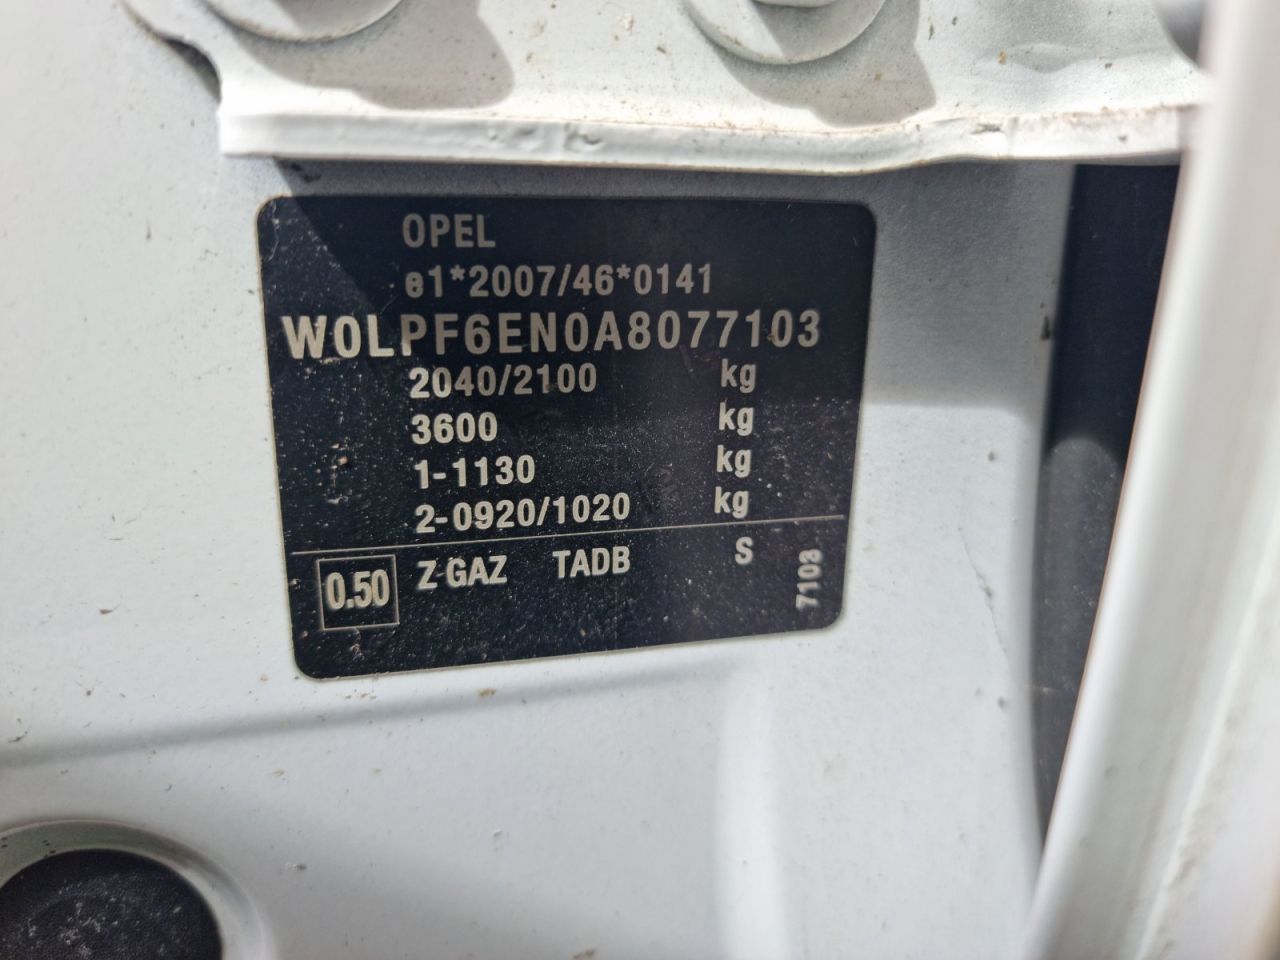 OPEL
e1*2007/46*0141
W0LPF6EN0A8077103
2040/2100 kg
3600 kg
1-1130 kg
2-0920/1020 kg
0.50 Z GAZ TADB S
7108